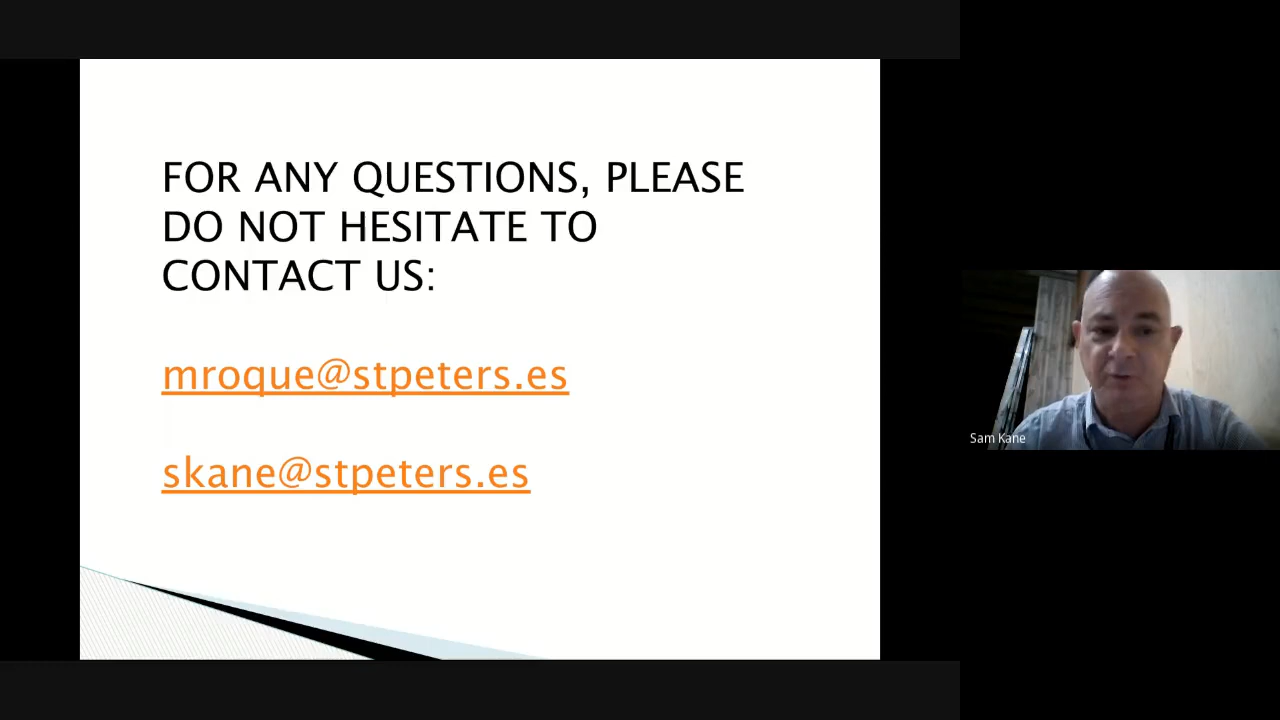 FOR ANY QUESTIONS, PLEASE
DO NOT HESITATE TO
CONTACT US:
mroque@stpeters.es
skane@stpeters.es
Sam Kane